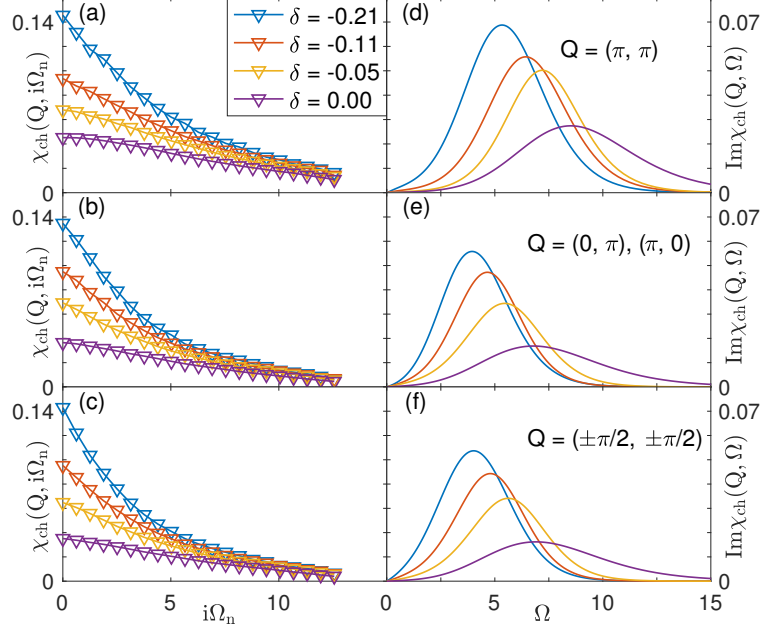 (a)
0.14
χch(Q, iΩn)
0
δ = -0.21
δ = -0.11
δ = -0.05
δ = 0.00
(d)
Q = (π, π)
0.07
Imχch(Q, Ω)
0
(b)
0.14
χch(Q, iΩn)
0
(e)
Q = (0, π), (π, 0)
0.07
Imχch(Q, Ω)
0
(c)
0.14
χch(Q, iΩn)
0
0 5 10
iΩn
(f)
Q = (±π/2, ±π/2)
0.07
Imχch(Q, Ω)
0
0 5 10 15
Ω